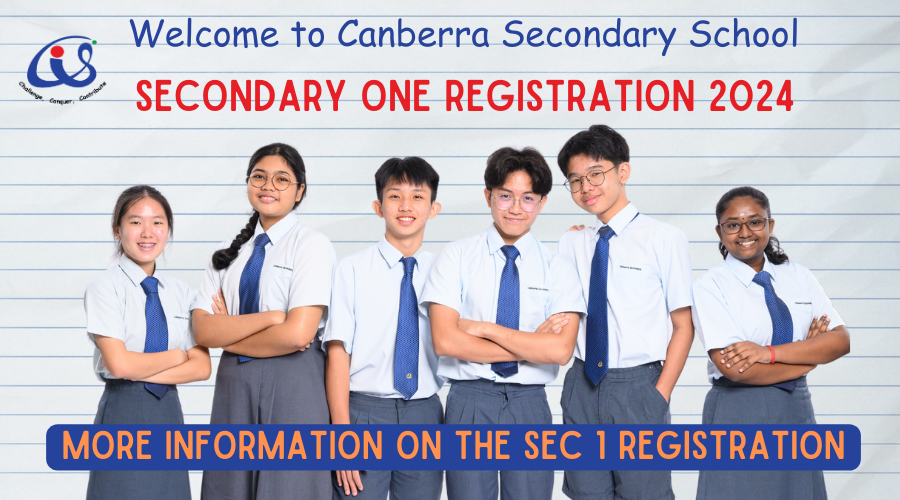 Welcome to Canberra Secondary School
SECONDARY ONE REGISTRATION 2024
Challenge, Conquer, Contribute
MORE INFORMATION ON THE SEC 1 REGISTRATION